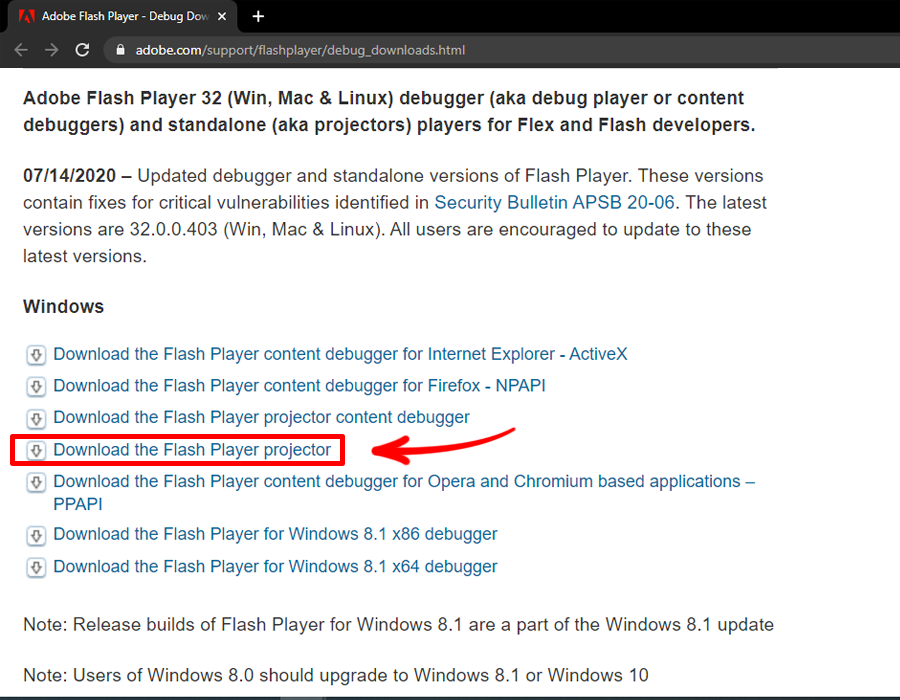 Adobe Flash Player - Debug Dow
adobe.com/support/flashplayer/debug_downloads.html
Adobe Flash Player 32 (Win, Mac & Linux) debugger (aka debug player or content
debuggers) and standalone (aka projectors) players for Flex and Flash developers.
07/14/2020 – Updated debugger and standalone versions of Flash Player. These versions
contain fixes for critical vulnerabilities identified in Security Bulletin APSB 20-06. The latest
versions are 32.0.0.403 (Win, Mac & Linux). All users are encouraged to update to these
latest versions.
Windows
Download the Flash Player content debugger for Internet Explorer - ActiveX
Download the Flash Player content debugger for Firefox - NPAPI
Download the Flash Player projector content debugger
Download the Flash Player projector
Download the Flash Player content debugger for Opera and Chromium based applications –
PPAPI
Download the Flash Player for Windows 8.1 x86 debugger
Download the Flash Player for Windows 8.1 x64 debugger
Note: Release builds of Flash Player for Windows 8.1 are a part of the Windows 8.1 update
Note: Users of Windows 8.0 should upgrade to Windows 8.1 or Windows 10